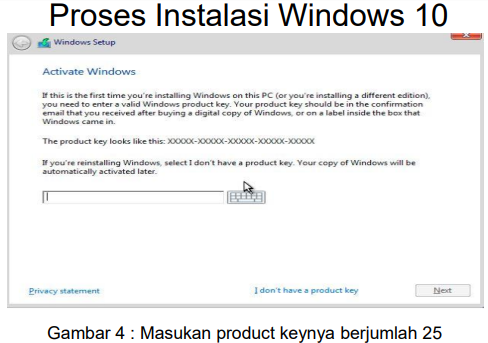 Proses Instalasi Windows 10
Windows Setup
Activate Windows
If this is the first time you're installing Windows on this PC (or you're installing a different edition),
you need to enter a valid Windows product key. Your product key should be in the confirmation
email that you received after buying a digital copy of Windows, or on a label inside the box that
Windows came in.
The product key looks like this: XXXXX-XXXXX-XXXXX-XXXXX-XXXXX
If you're reinstalling Windows, select I don't have a product key. Your copy of Windows will be
automatically activated later.
Privacy statement
I don't have a product key
Next
Gambar 4 : Masukan product keynya berjumlah 25